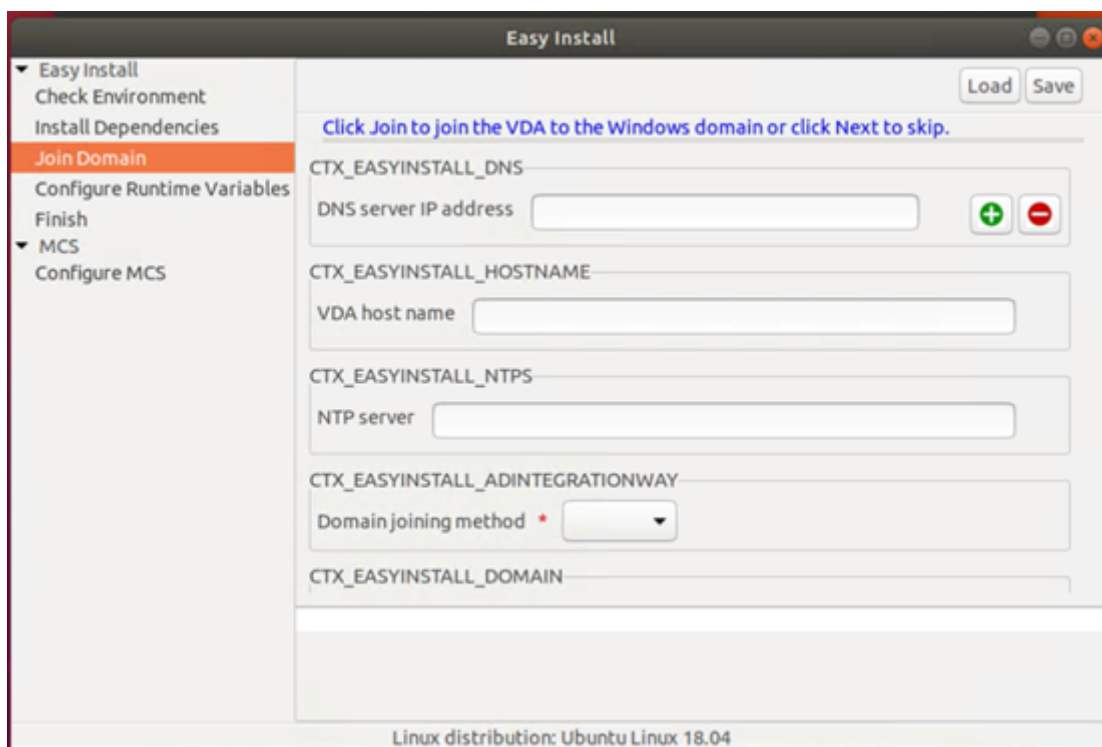 Easy Install
Easy Install
Check Environment
Install Dependencies
Join Domain
Configure Runtime Variables
Finish
MCS
Configure MCS
Load Save
Click Join to join the VDA to the Windows domain or click Next to skip.
CTX_EASYINSTALL_DNS
DNS server IP address
CTX_EASYINSTALL_HOSTNAME
VDA host name
CTX_EASYINSTALL_NTPS
NTP server
CTX_EASYINSTALL_ADINTEGRATIONWAY
Domain joining method *
CTX_EASYINSTALL_DOMAIN
Linux distribution: Ubuntu Linux 18.04